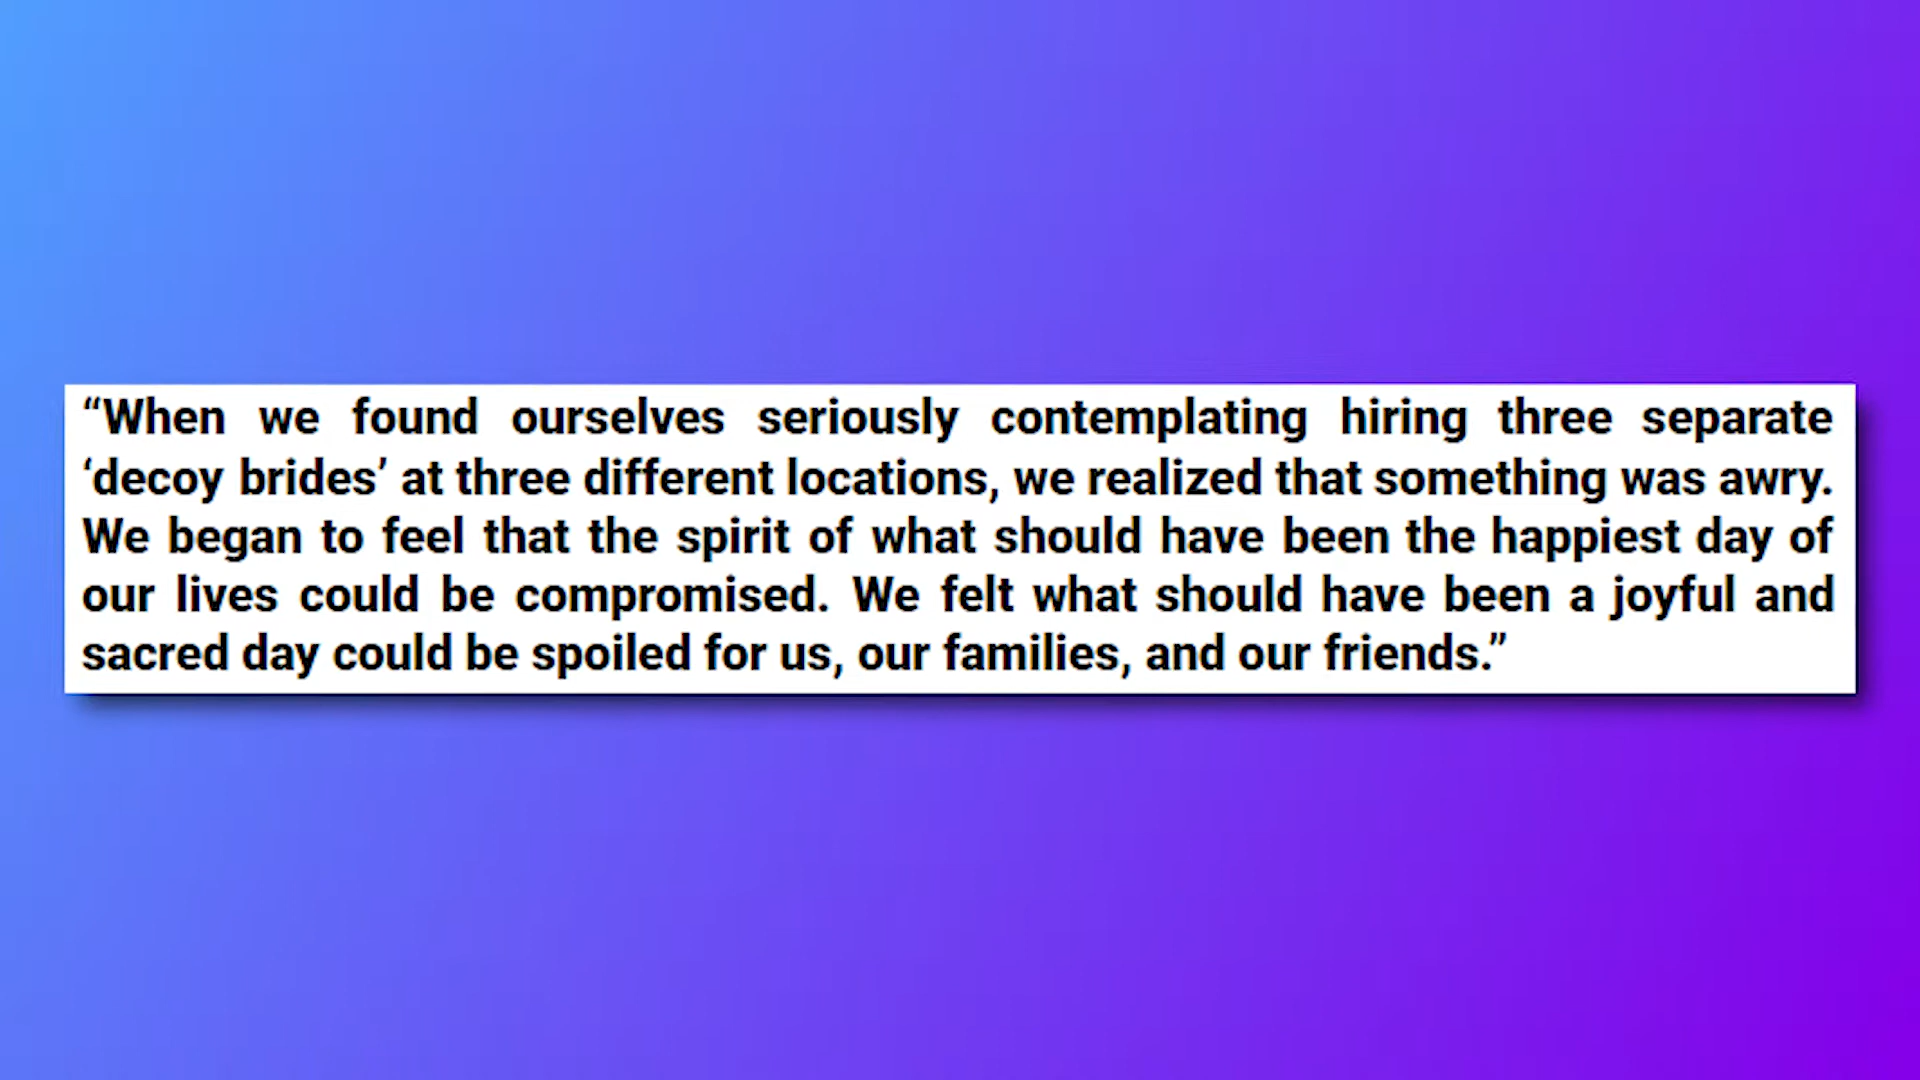 “When we found ourselves seriously contemplating hiring three separate
‘decoy brides’ at three different locations, we realized that something was awry.
We began to feel that the spirit of what should have been the happiest day of
our lives could be compromised. We felt what should have been a joyful and
sacred day could be spoiled for us, our families, and our friends.”